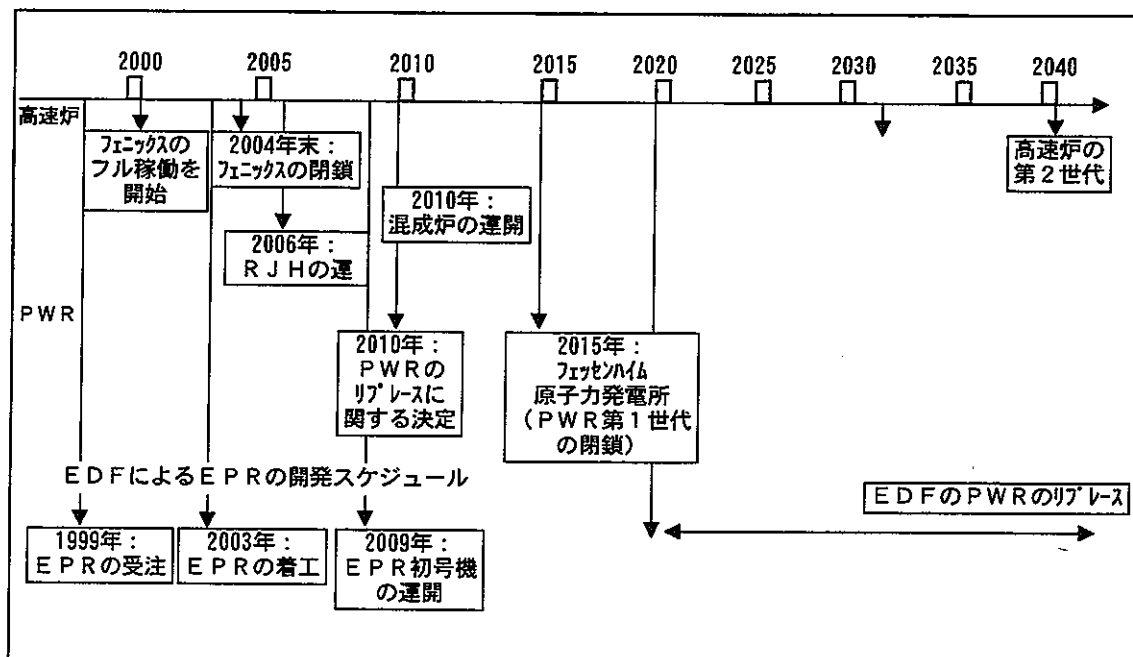 2000 2005 2010 2015 2020 2025 2030 2035 2040
高速炉
フェニックスの
フル稼働を
開始
2004年末:
フェニックスの閉鎖
2006年:
RJHの運
2010年:
混成炉の運開
高速炉の
第2世代
PWR
2010年:
PWRの
リプレースに
関する決定
2015年:
フェッセンハイム
原子力発電所
(PWR第1世代
の閉鎖)
EDFによるEPRの開発スケジュール
EDFのPWRのリプレース
1999年:
EPRの受注
2003年:
EPRの着工
2009年:
EPR初号機
の運開